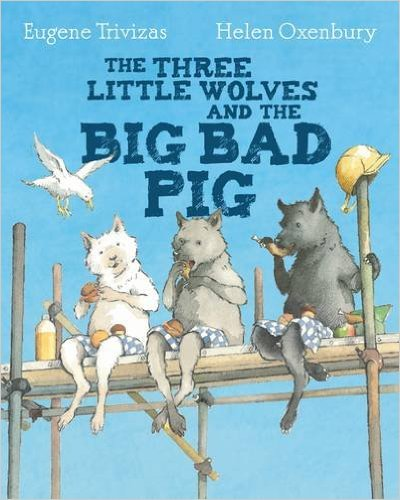 Eugene Trivizas Helen Oxenbury
THE THREE
LITTLE WOLVES
AND THE
BIG BAD
PIG